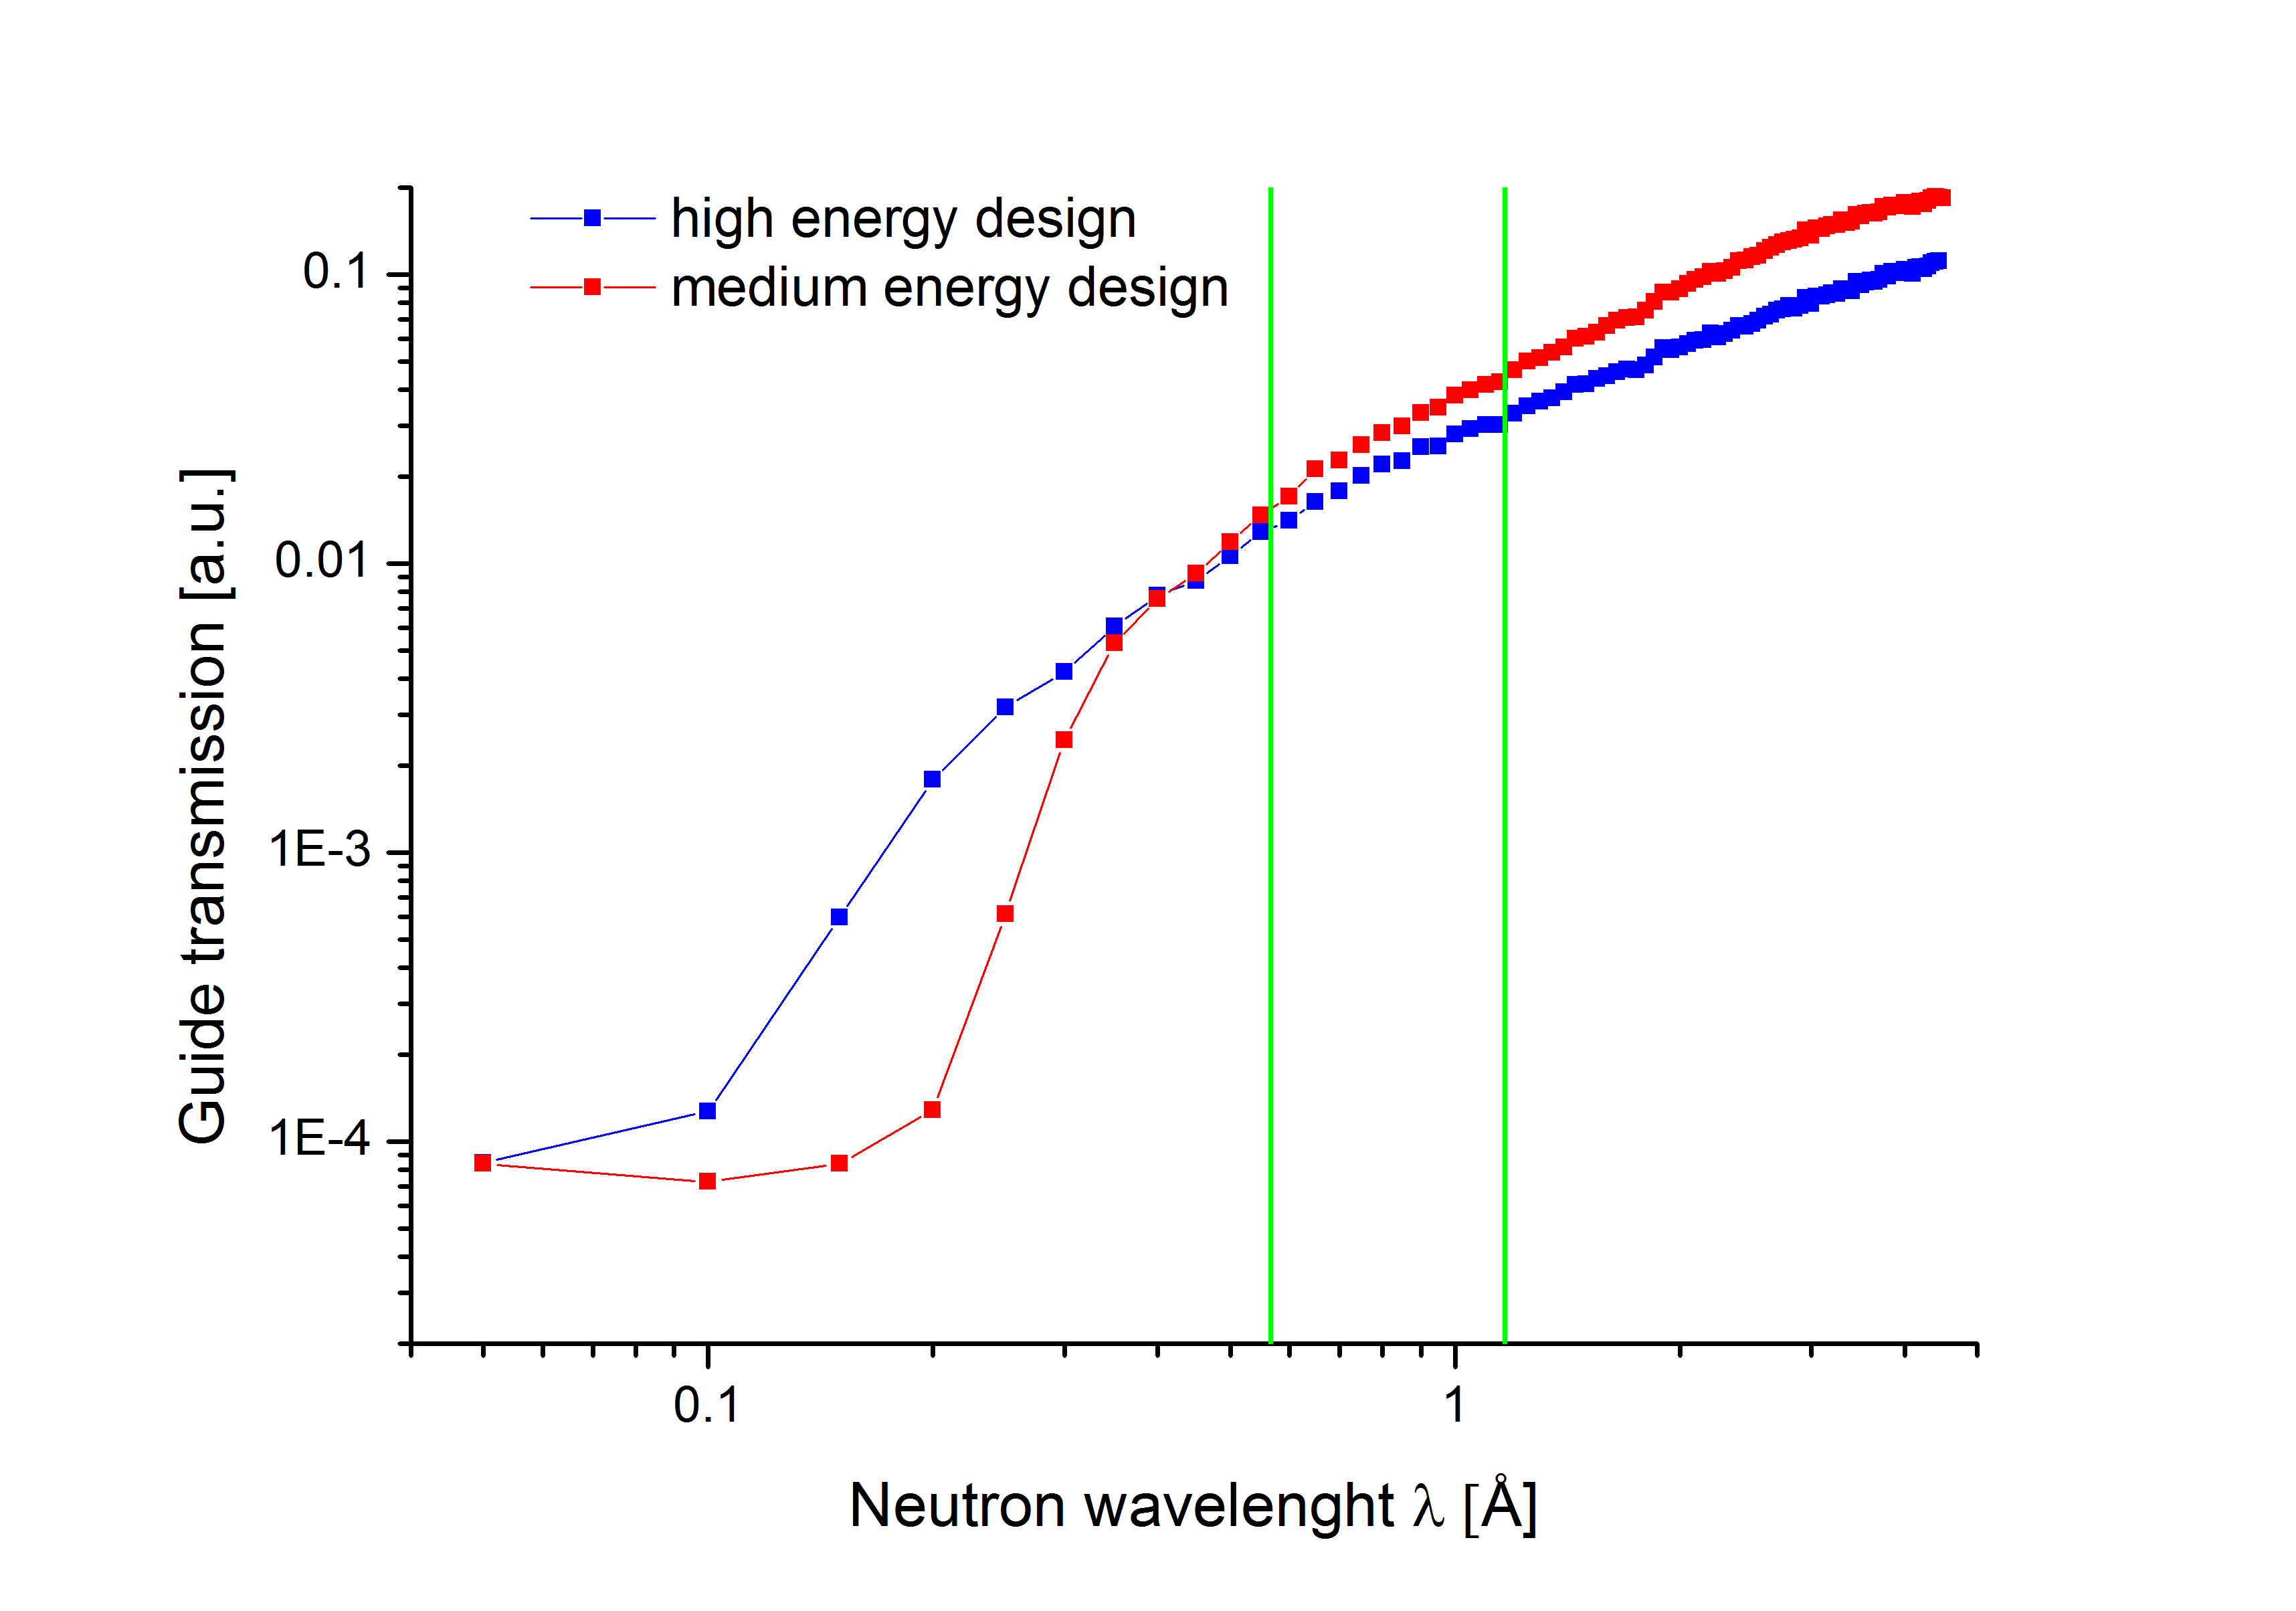 high energy design
medium energy design
0.1
0.01
1E-3
1E-4
Guide transmission [a.u.]
0.1
1
Neutron wavelenght λ [Å]